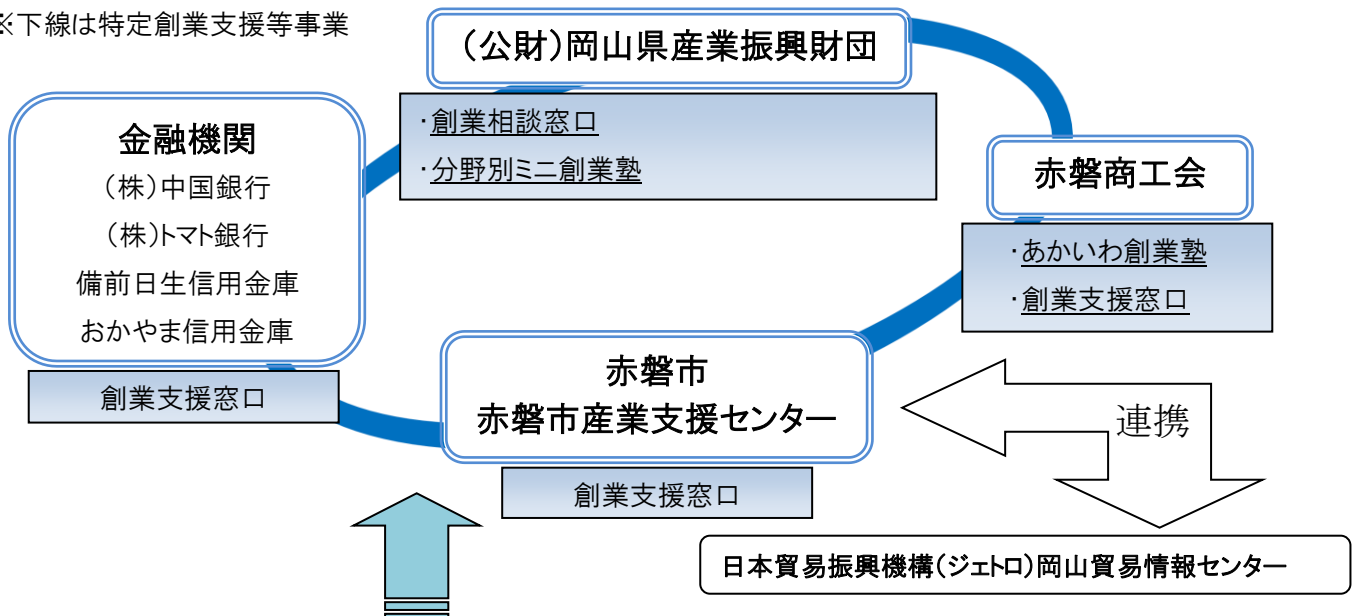 ※下線は特定創業支援等事業
（公財）岡山県産業振興財団
・創業相談窓口
・分野別ミニ創業塾
金融機関
（株）中国銀行
（株）トマト銀行
備前日生信用金庫
おかやま信用金庫
創業支援窓口
赤磐商工会
・あかいわ創業塾
・創業支援窓口
赤磐市
赤磐市産業支援センター
創業支援窓口
連携
日本貿易振興機構（ジェトロ）岡山貿易情報センター